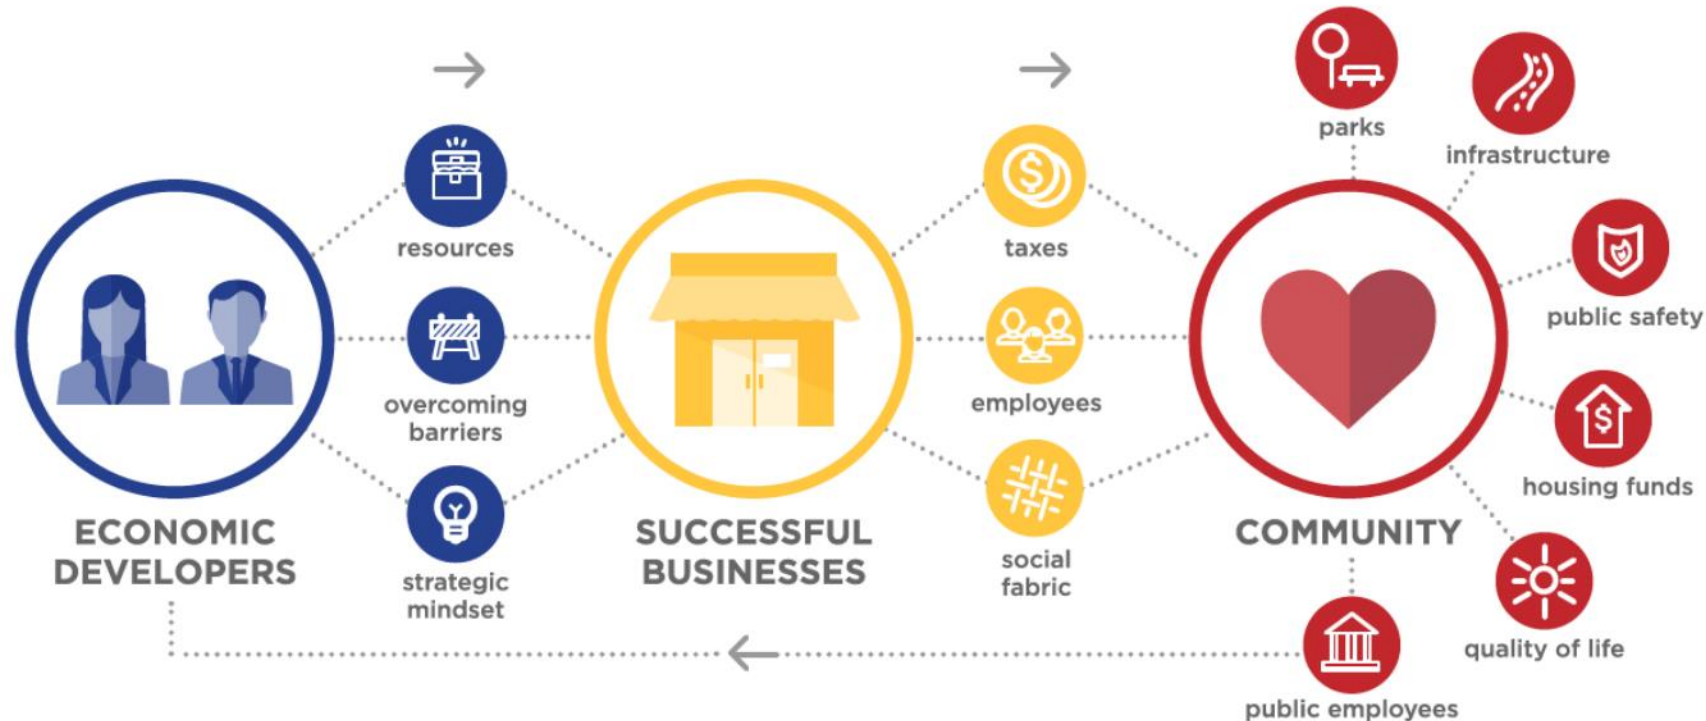 parks
infrastructure
resources
taxes
public safety
overcoming
barriers
employees
housing funds
ECONOMIC
DEVELOPERS
SUCCESSFUL
BUSINESSES
COMMUNITY
strategic
mindset
social
fabric
quality of life
public employees
$
$